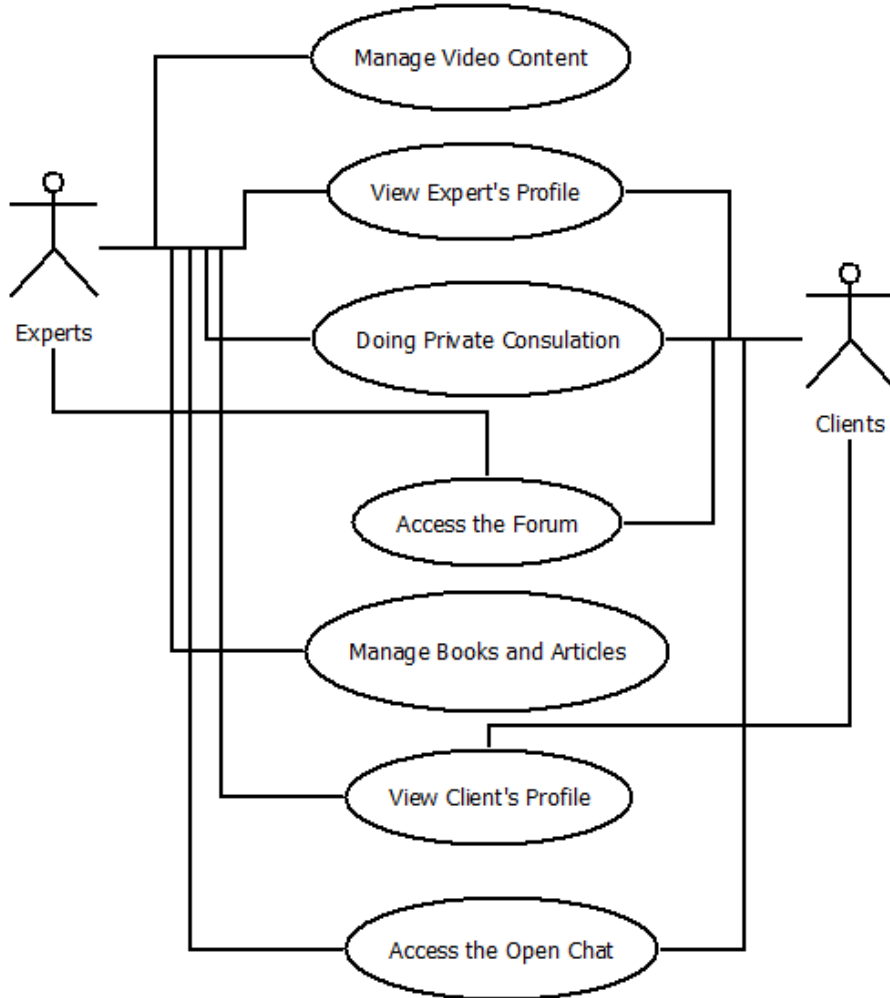 Manage Video Content
View Expert's Profile
Experts
Doing Private Consulation
Clients
Access the Forum
Manage Books and Articles
View Client's Profile
Access the Open Chat